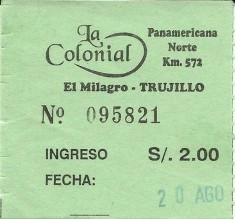 La
Colonial
Panamericana
Norte
Km. 572
El Milagro - TRUJILLO
Nº 095821
INGRESO S/. 2.00
FECHA: 20 AGO